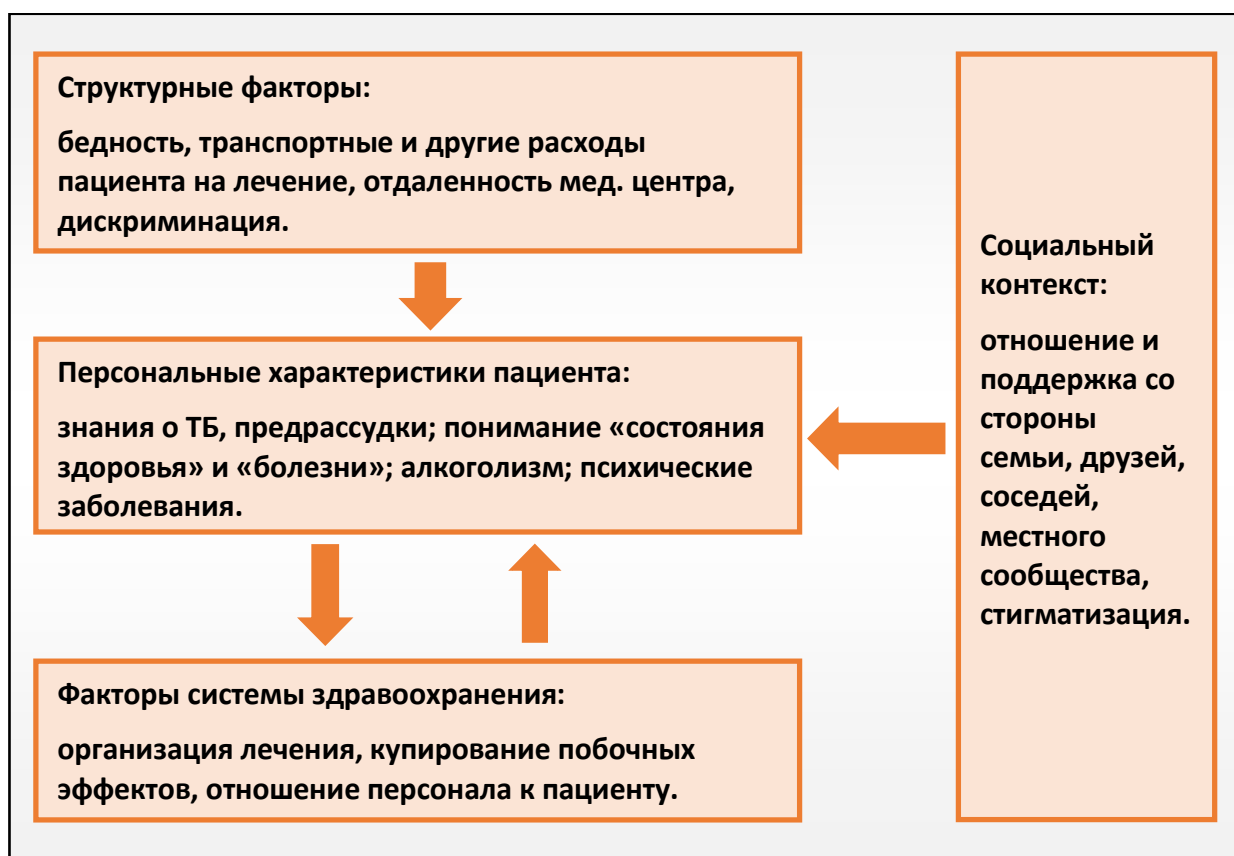 Структурные факторы:
бедность, транспортные и другие расходы
пациента на лечение, отдаленность мед. центра,
дискриминация.
Персональные характеристики пациента:
знания о ТБ, предрассудки; понимание «состояния
здоровья» и «болезни»; алкоголизм; психические
заболевания.
Факторы системы здравоохранения:
организация лечения, купирование побочных
эффектов, отношение персонала к пациенту.
Социальный
контекст:
отношение и
поддержка со
стороны
семьи, друзей,
соседей,
местного
сообщества,
стигматизация.